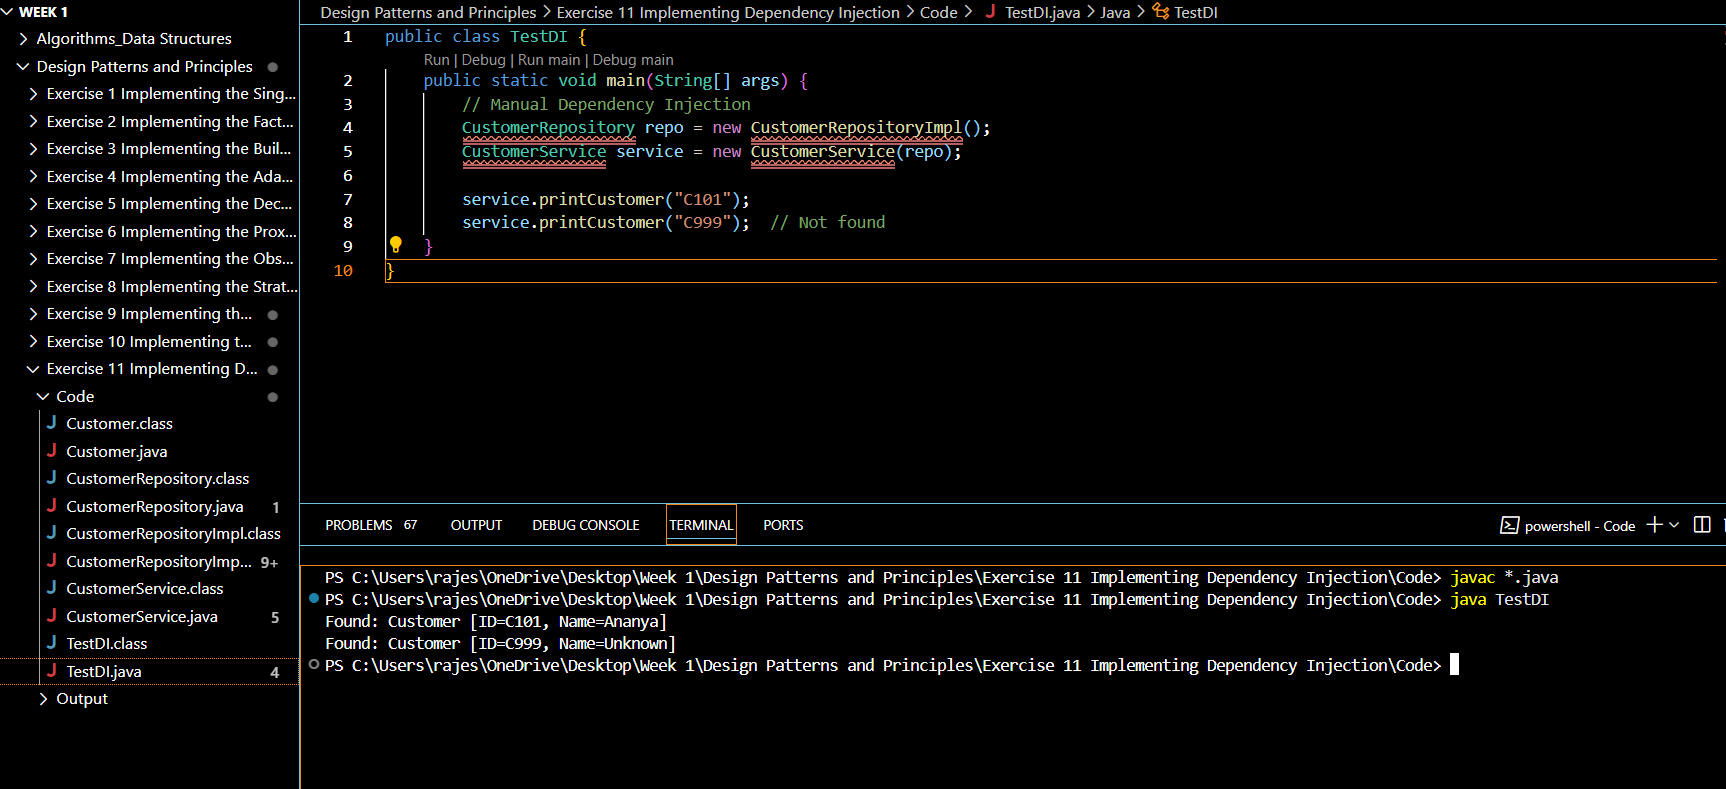 WEEK 1
Algorithms_Data Structures
Design Patterns and Principles
Exercise 1 Implementing the Sing...
Exercise 2 Implementing the Fact...
Exercise 3 Implementing the Buil...
Exercise 4 Implementing the Ada...
Exercise 5 Implementing the Dec...
Exercise 6 Implementing the Prox...
Exercise 7 Implementing the Obs...
Exercise 8 Implementing the Strat...
Exercise 9 Implementing th...
Exercise 10 Implementing t...
Exercise 11 Implementing D...
Code
Customer.class
Customer.java
CustomerRepository.class
CustomerRepository.java 1
CustomerRepositoryImpl.class
CustomerRepositoryImp... 9+
CustomerService.class
CustomerService.java 5
TestDI.class
TestDI.java 4
Output
Design Patterns and Principles > Exercise 11 Implementing Dependency Injection > Code > TestDI.java > Java > TestDI
1 public class TestDI {
Run | Debug | Run main | Debug main
2 public static void main(String[] args) {
3 // Manual Dependency Injection
4 CustomerRepository repo = new CustomerRepositoryImpl();
5 CustomerService service = new CustomerService(repo);
6
7 service.printCustomer("C101");
8 service.printCustomer("C999"); // Not found
9 }
10 }
PROBLEMS 67 OUTPUT DEBUG CONSOLE TERMINAL PORTS powershell - Code
PS C:\Users\rajes\OneDrive\Desktop\Week 1\Design Patterns and Principles\Exercise 11 Implementing Dependency Injection\Code> javac *.java
PS C:\Users\rajes\OneDrive\Desktop\Week 1\Design Patterns and Principles\Exercise 11 Implementing Dependency Injection\Code> java TestDI
Found: Customer [ID=C101, Name=Ananya]
Found: Customer [ID=C999, Name=Unknown]
PS C:\Users\rajes\OneDrive\Desktop\Week 1\Design Patterns and Principles\Exercise 11 Implementing Dependency Injection\Code>